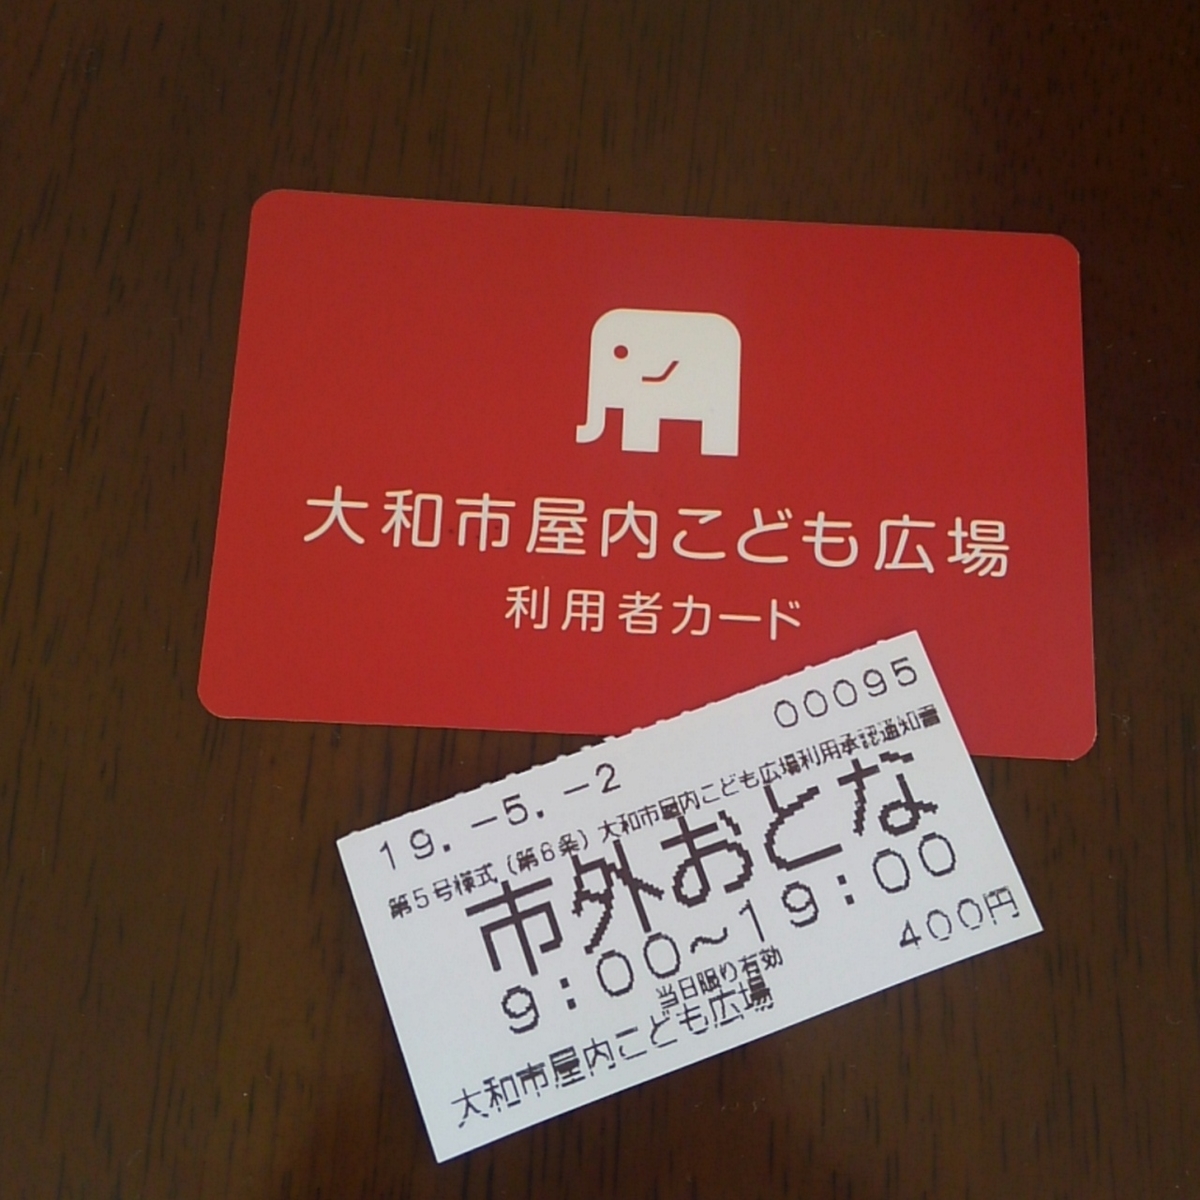 大和市屋内こども広場
利用者カード
00095
19.-5.-2
第5号様式(第6条)大和市屋内こども広場利用承認通知書
市外おとな
9:00~19:00
400円
当日限り有効
大和市屋内こども広場